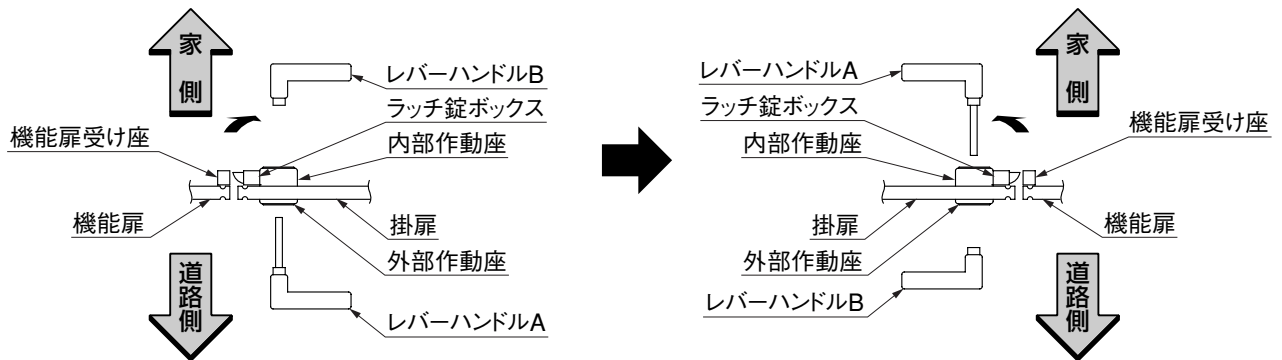 家側
レバーハンドルB
ラッチ錠ボックス
機能扉受け座
内部作動座
機能扉
掛扉
外部作動座
道路側
レバーハンドルA
家側
レバーハンドルA
ラッチ錠ボックス
機能扉受け座
内部作動座
掛扉
機能扉
外部作動座
道路側
レバーハンドルB